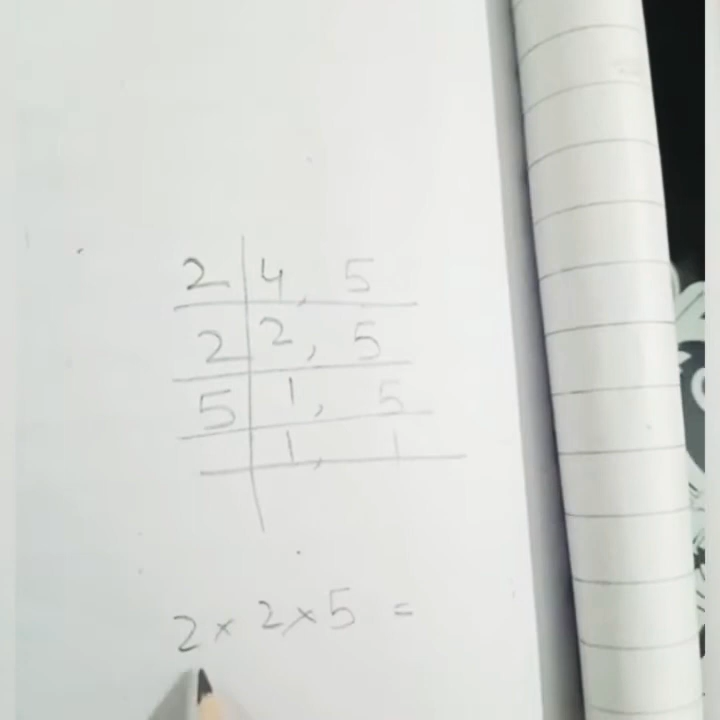 2 | 4, 5
2 | 2, 5
5 | 1, 5
| 1, 1
2 × 2 × 5 =